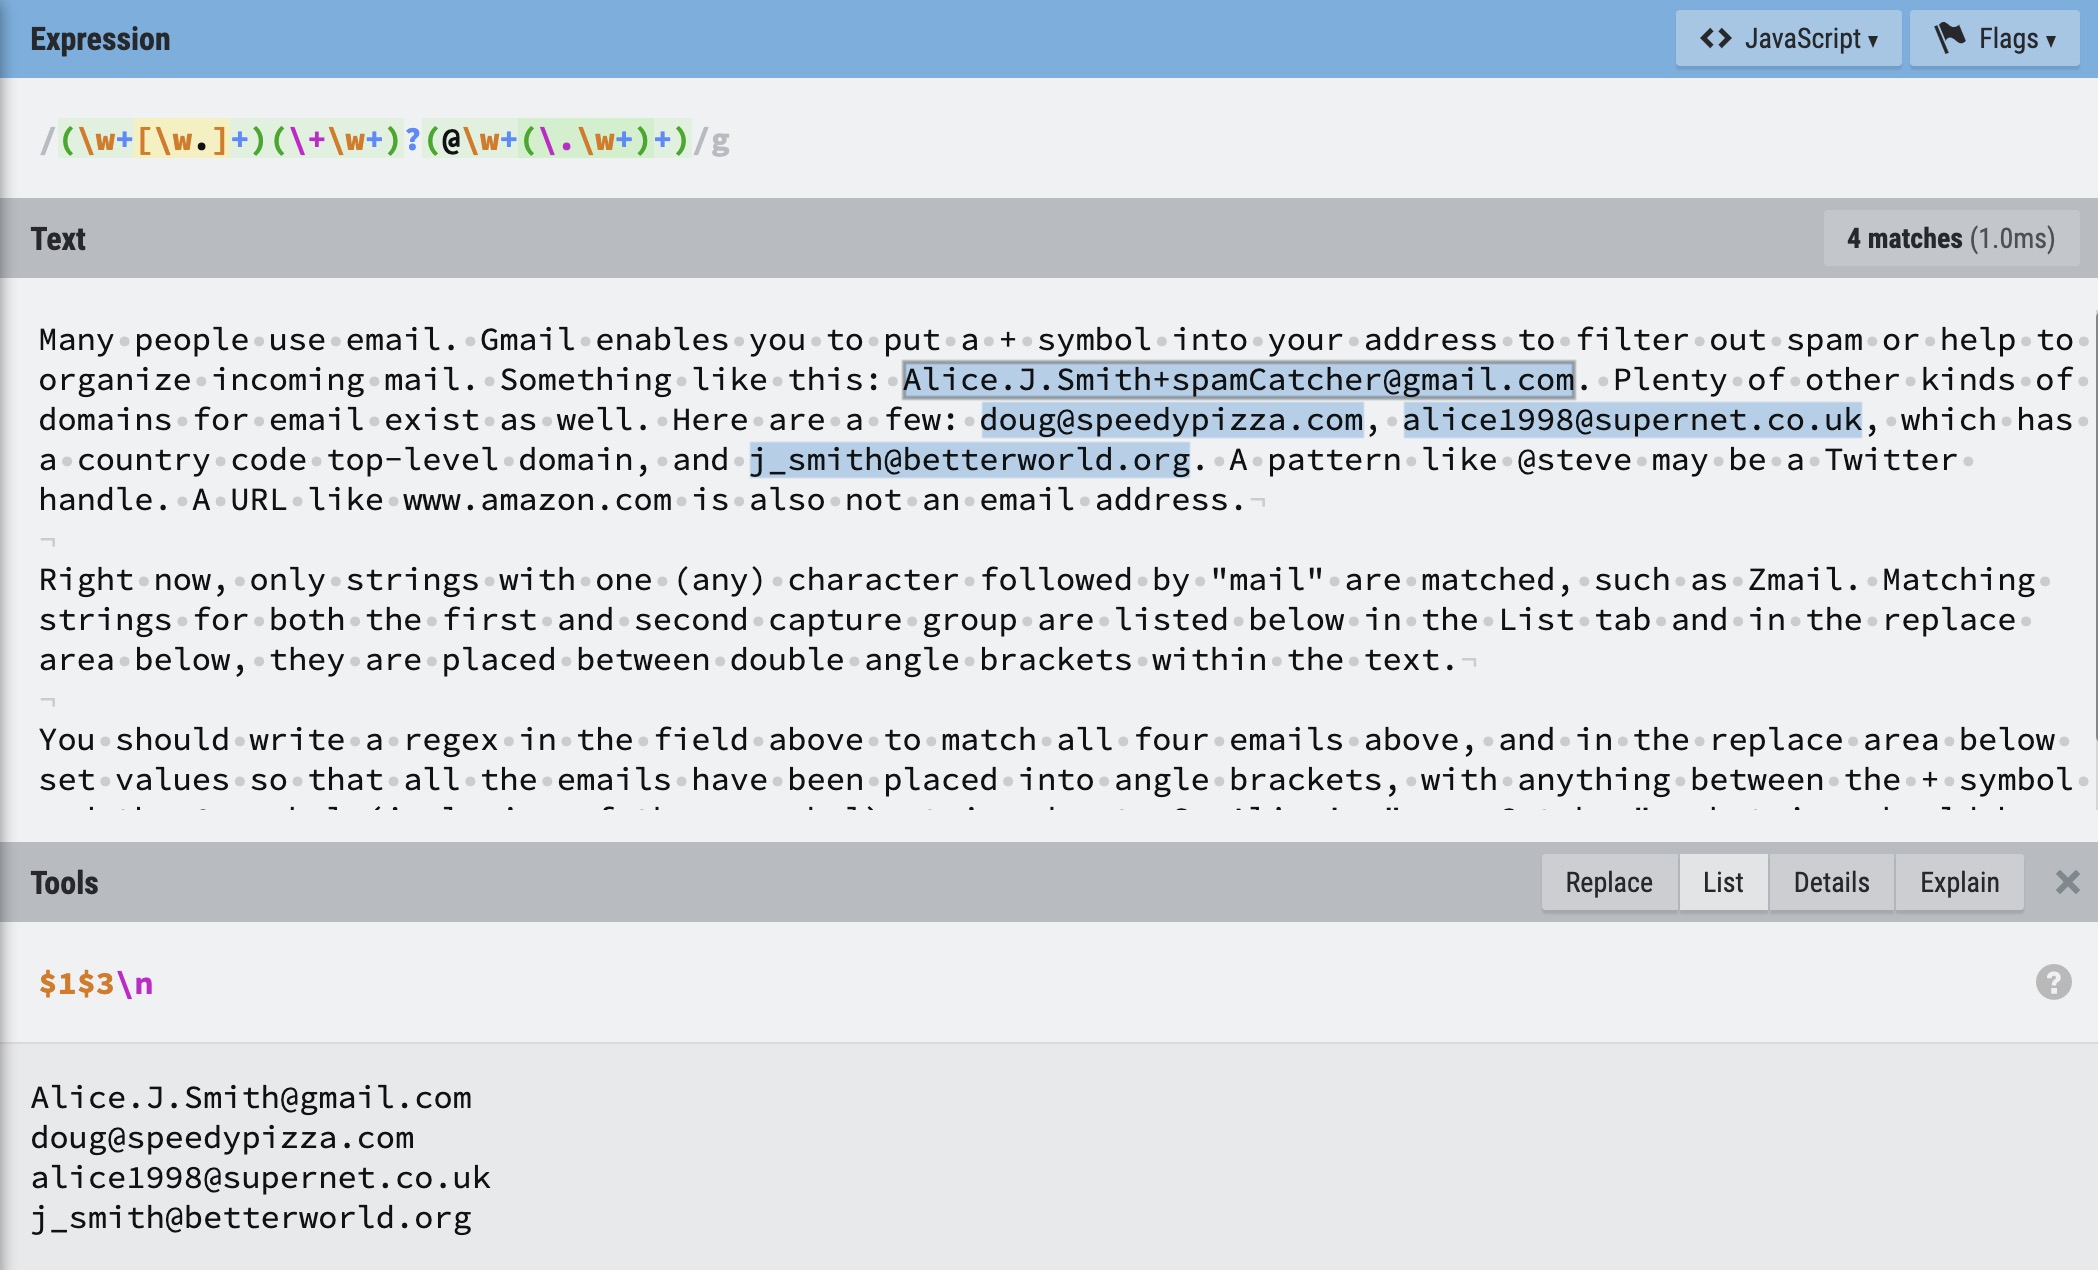 Expression
<> JavaScript ▾
Flags ▾
/(\w+[\w.]+)(\+\w+)?(@\w+(\.\w+)+)/g
Text
4 matches (1.0ms)
Many people use email. Gmail enables you to put a + symbol into your address to filter out spam or help to
organize incoming mail. Something like this: Alice.J.Smith+spamCatcher@gmail.com. Plenty of other kinds of
domains for email exist as well. Here are a few: doug@speedypizza.com, alice1998@supernet.co.uk, which has
a country code top-level domain, and j_smith@betterworld.org. A pattern like @steve may be a Twitter
handle. A URL like www.amazon.com is also not an email address.¬
¬
Right now, only strings with one (any) character followed by "mail" are matched, such as Zmail. Matching
strings for both the first and second capture group are listed below in the List tab and in the replace
area below, they are placed between double angle brackets within the text.¬
¬
You should write a regex in the field above to match all four emails above, and in the replace area below
set values so that all the emails have been placed into angle brackets, with anything between the + symbol
Tools
Replace
List
Details
Explain
$1$3\n
?
Alice.J.Smith@gmail.com
doug@speedypizza.com
alice1998@supernet.co.uk
j_smith@betterworld.org